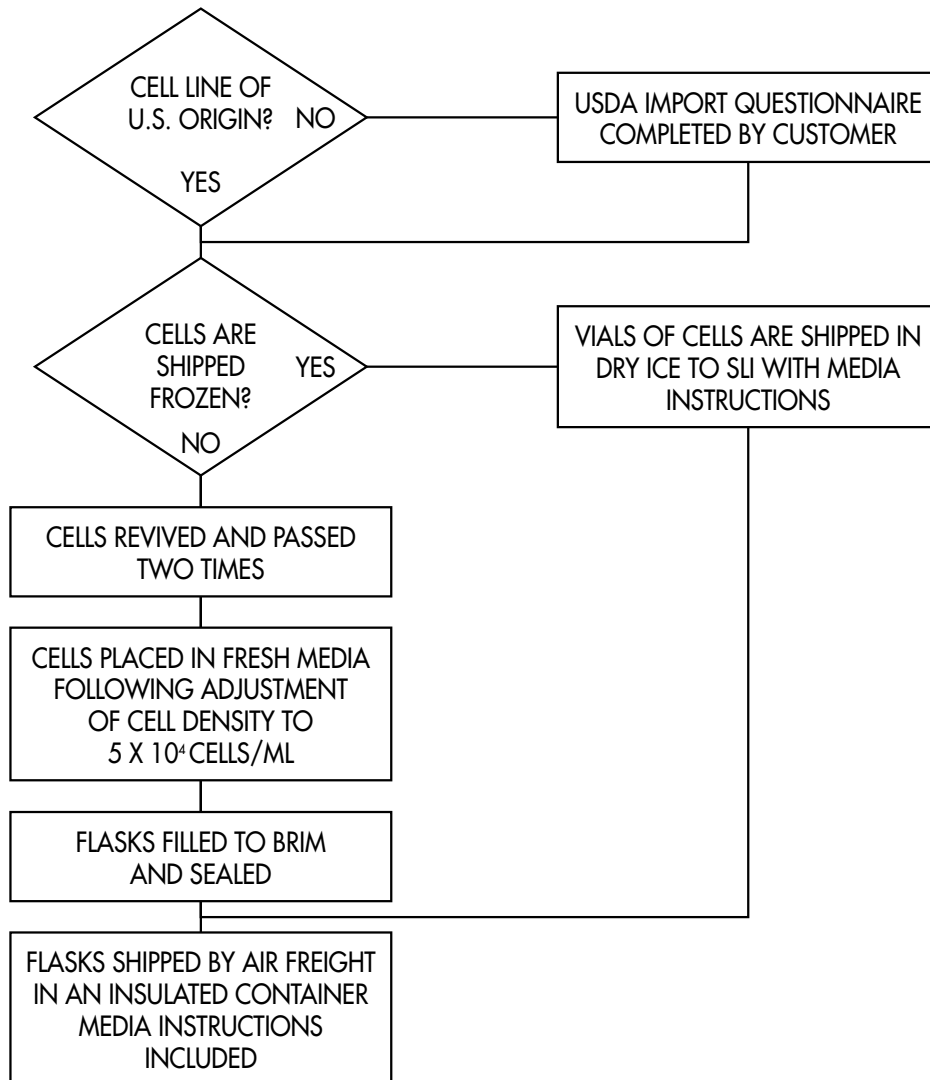 CELL LINE OF
U.S. ORIGIN?
NO
YES
USDA IMPORT QUESTIONNAIRE
COMPLETED BY CUSTOMER
CELLS ARE
SHIPPED
FROZEN?
YES
NO
VIALS OF CELLS ARE SHIPPED IN
DRY ICE TO SLI WITH MEDIA
INSTRUCTIONS
CELLS REVIVED AND PASSED
TWO TIMES
CELLS PLACED IN FRESH MEDIA
FOLLOWING ADJUSTMENT
OF CELL DENSITY TO
5 X 10⁴ CELLS/ML
FLASKS FILLED TO BRIM
AND SEALED
FLASKS SHIPPED BY AIR FREIGHT
IN AN INSULATED CONTAINER
MEDIA INSTRUCTIONS
INCLUDED